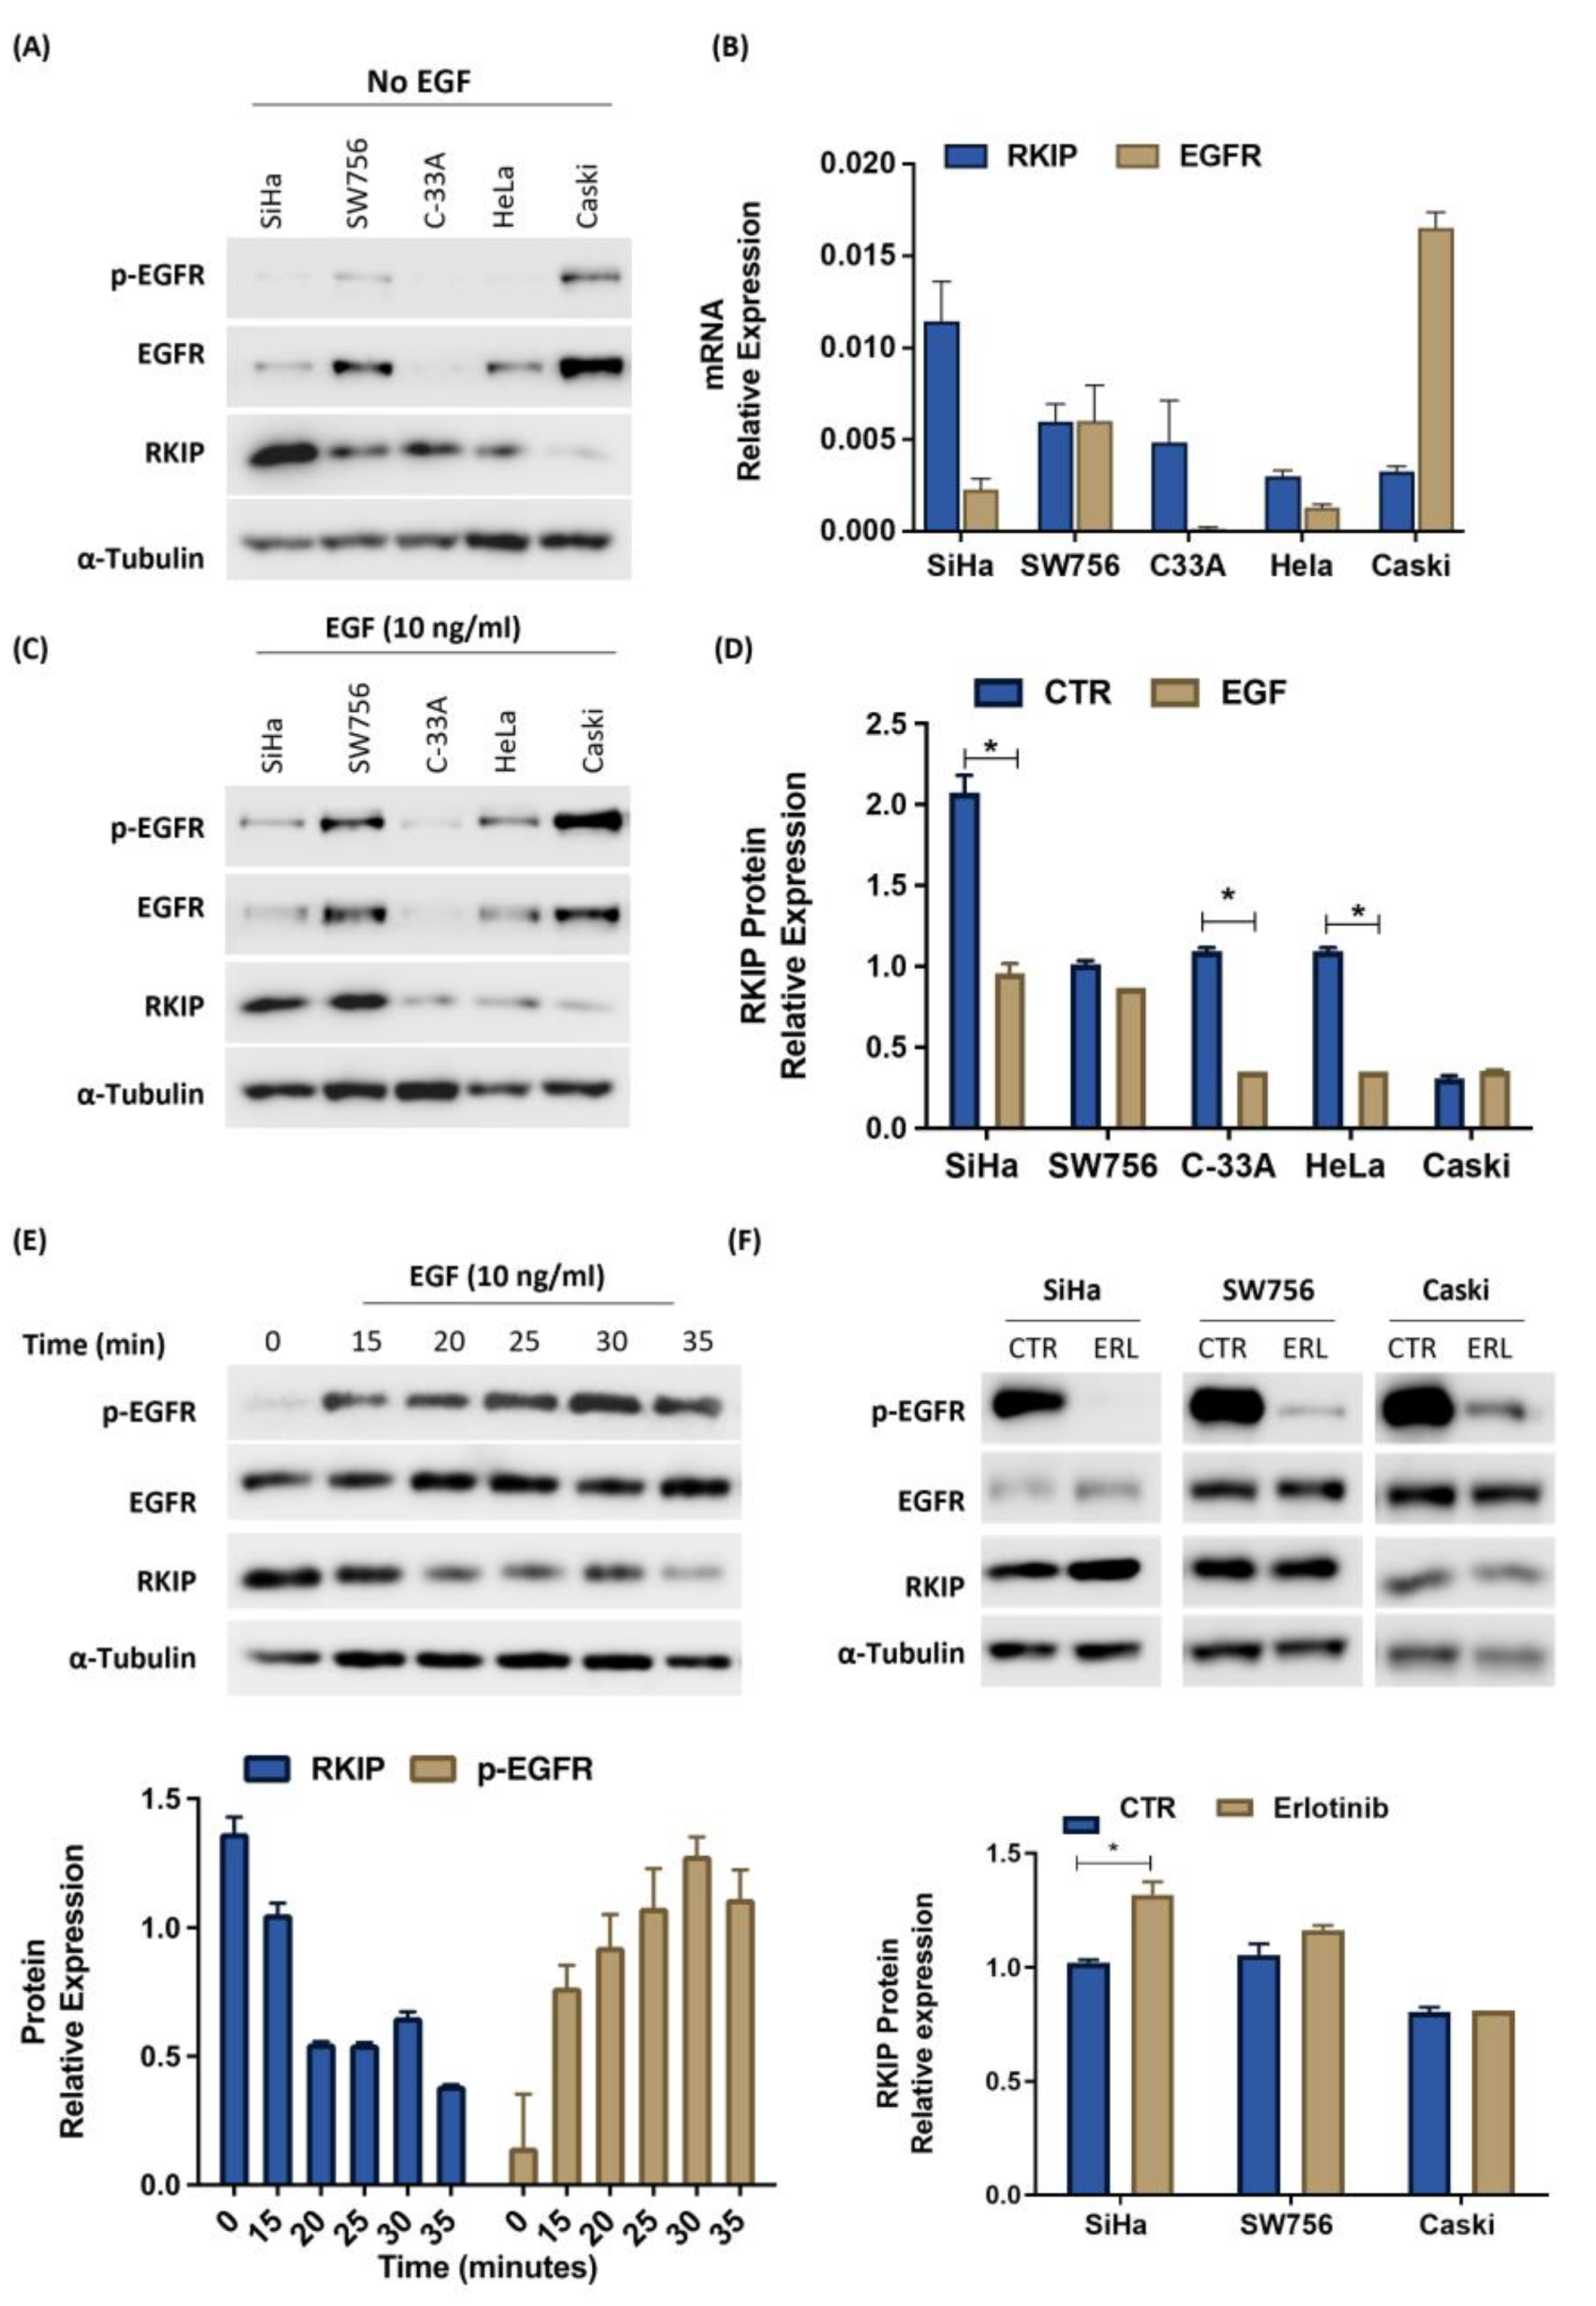 (A)
No EGF
SiHa
SW756
C-33A
HeLa
Caski
p-EGFR
EGFR
RKIP
α-Tubulin
(B)
RKIP
EGFR
mRNA
Relative Expression
0.020
0.015
0.010
0.005
0.000
SiHa SW756 C33A Hela Caski
(C)
EGF (10 ng/ml)
SiHa
SW756
C-33A
HeLa
Caski
p-EGFR
EGFR
RKIP
α-Tubulin
(D)
CTR
EGF
RKIP Protein
Relative Expression
2.5
2.0
1.5
1.0
0.5
0.0
*
*
*
SiHa SW756 C-33A HeLa Caski
(E)
EGF (10 ng/ml)
Time (min) 0 15 20 25 30 35
p-EGFR
EGFR
RKIP
α-Tubulin
RKIP
p-EGFR
Protein
Relative Expression
1.5
1.0
0.5
0.0
0 15 20 25 30 35 0 15 20 25 30 35
Time (minutes)
(F)
SiHa SW756 Caski
CTR ERL CTR ERL CTR ERL
p-EGFR
EGFR
RKIP
α-Tubulin
CTR
Erlotinib
RKIP Protein
Relative expression
1.5
1.0
0.5
0.0
*
SiHa SW756 Caski